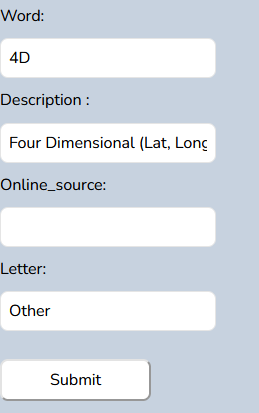 Word:
4D
Description :
Four Dimensional (Lat, Long
Online_source:
Letter:
Other
Submit